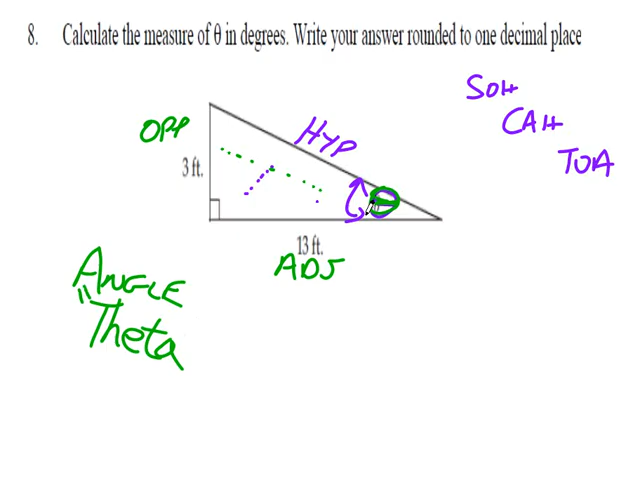 8. Calculate the measure of θ in degrees. Write your answer rounded to one decimal place
SOH
CAH
TOA
OPP
HYP
3 ft.
θ
13 ft.
ADJ
ANGLE
"Theta